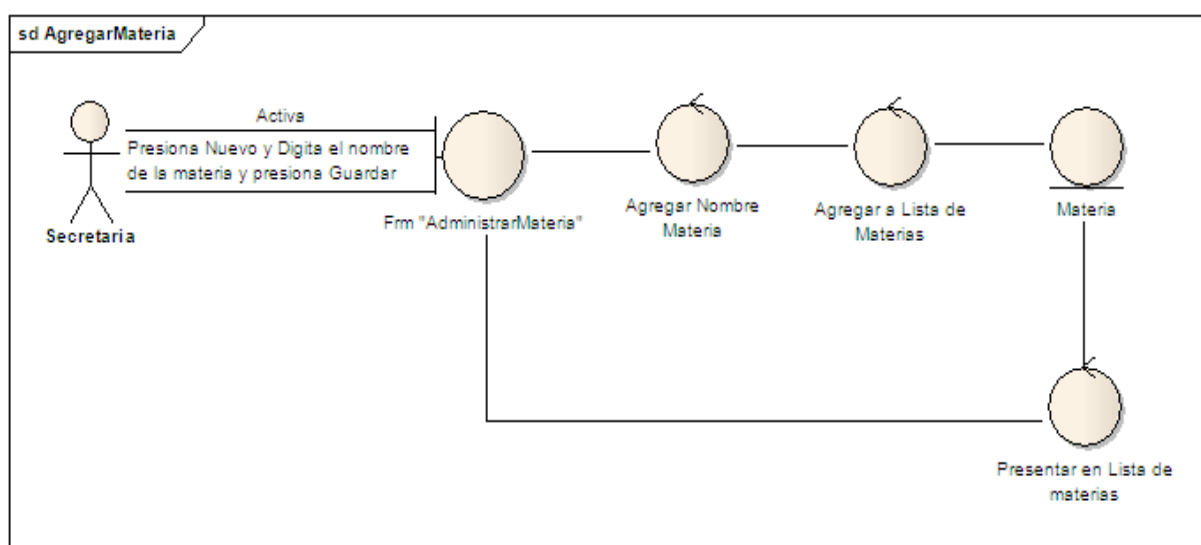 sd AgregarMateria
Activa
Presiona Nuevo y Digita el nombre
de la materia y presiona Guardar
Secretaria
Frm "AdministrarMateria"
Agregar Nombre
Materia
Agregar a Lista de
Materias
Materia
Presentar en Lista de
materias